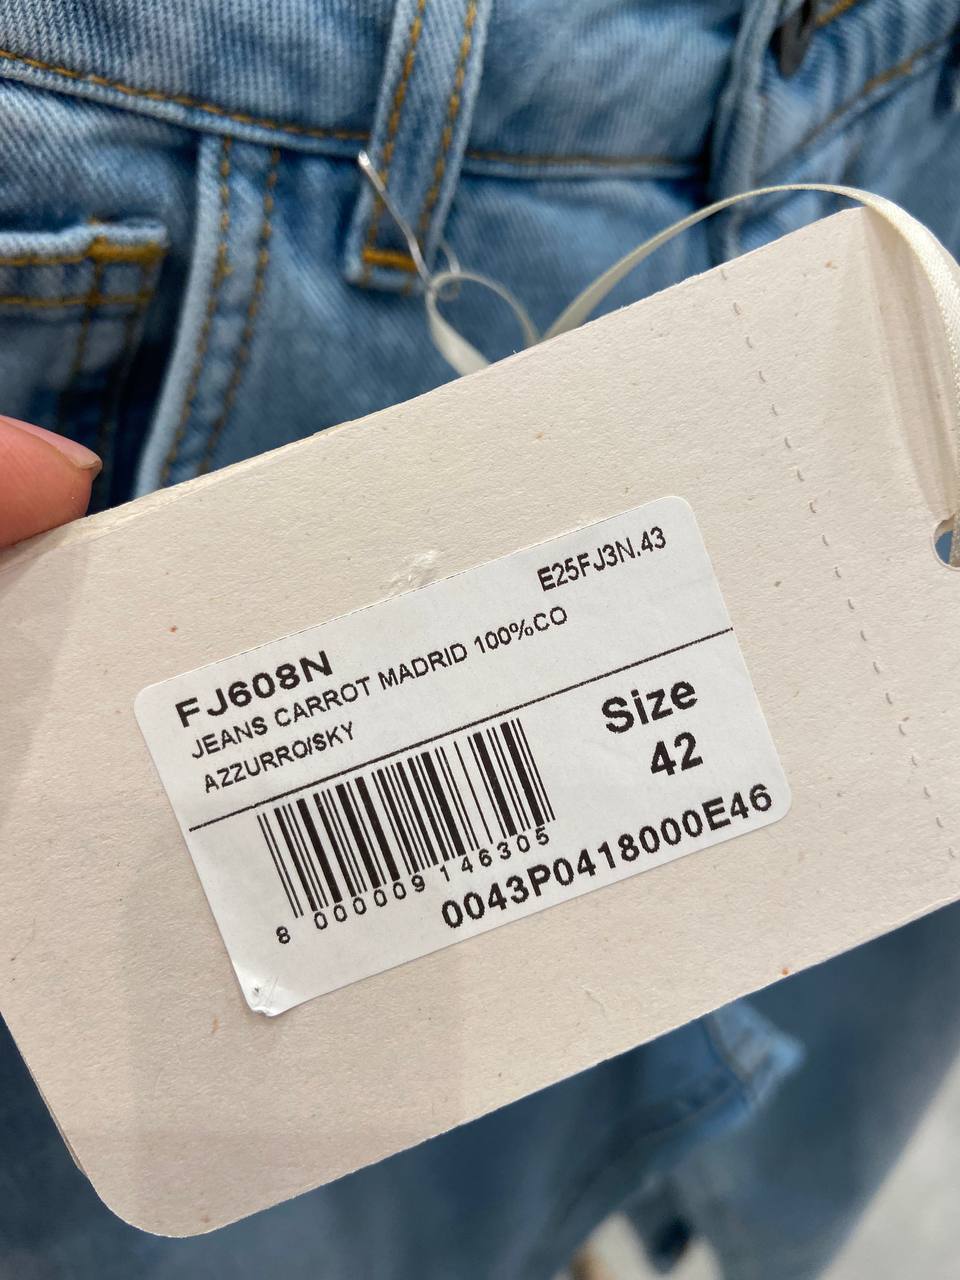 E25FJ3N.43
FJ608N
JEANS CARROT MADRID 100%CO
AZZURRO/SKY
Size
42
8 000009 146305
0043P0418000E46